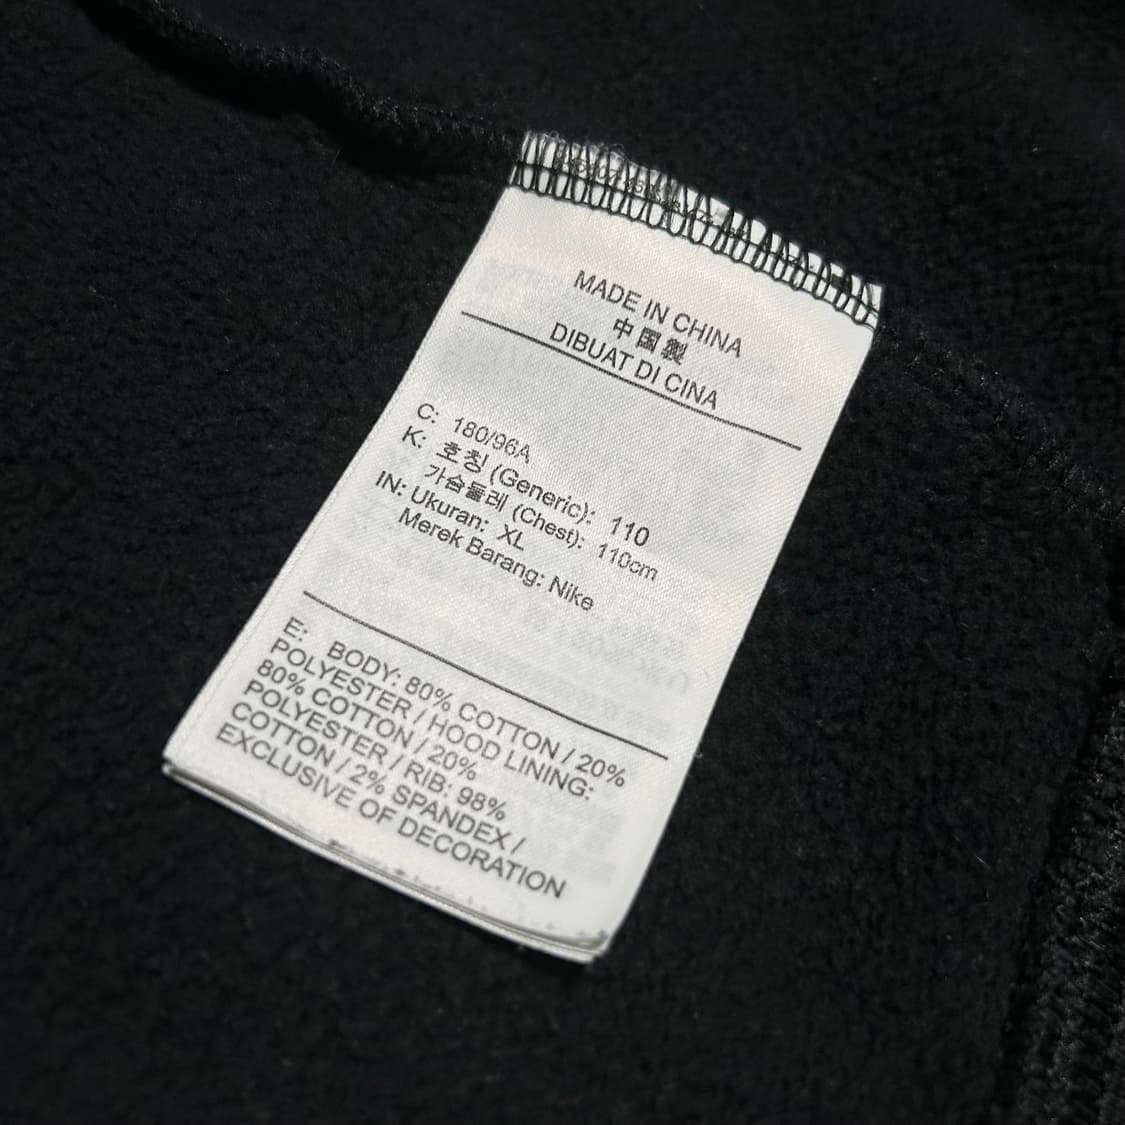 MADE IN CHINA
中国製
DIBUAT DI CINA
C: 180/96A
K: 호칭 (Generic): 110
가슴둘레 (Chest): 110cm
IN: Ukuran: XL
Merek Barang: Nike
E: BODY: 80% COTTON / 20%
POLYESTER / HOOD LINING:
80% COTTON / 20%
POLYESTER / RIB: 98%
COTTON / 2% SPANDEX /
EXCLUSIVE OF DECORATION